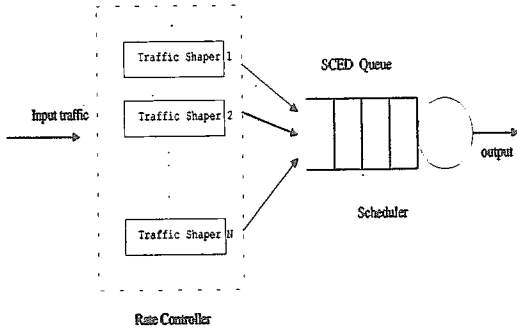 Traffic Shaper 1
SCED Queue
Input traffic
Traffic Shaper 2
output
Scheduler
Traffic Shaper N
Rate Controller